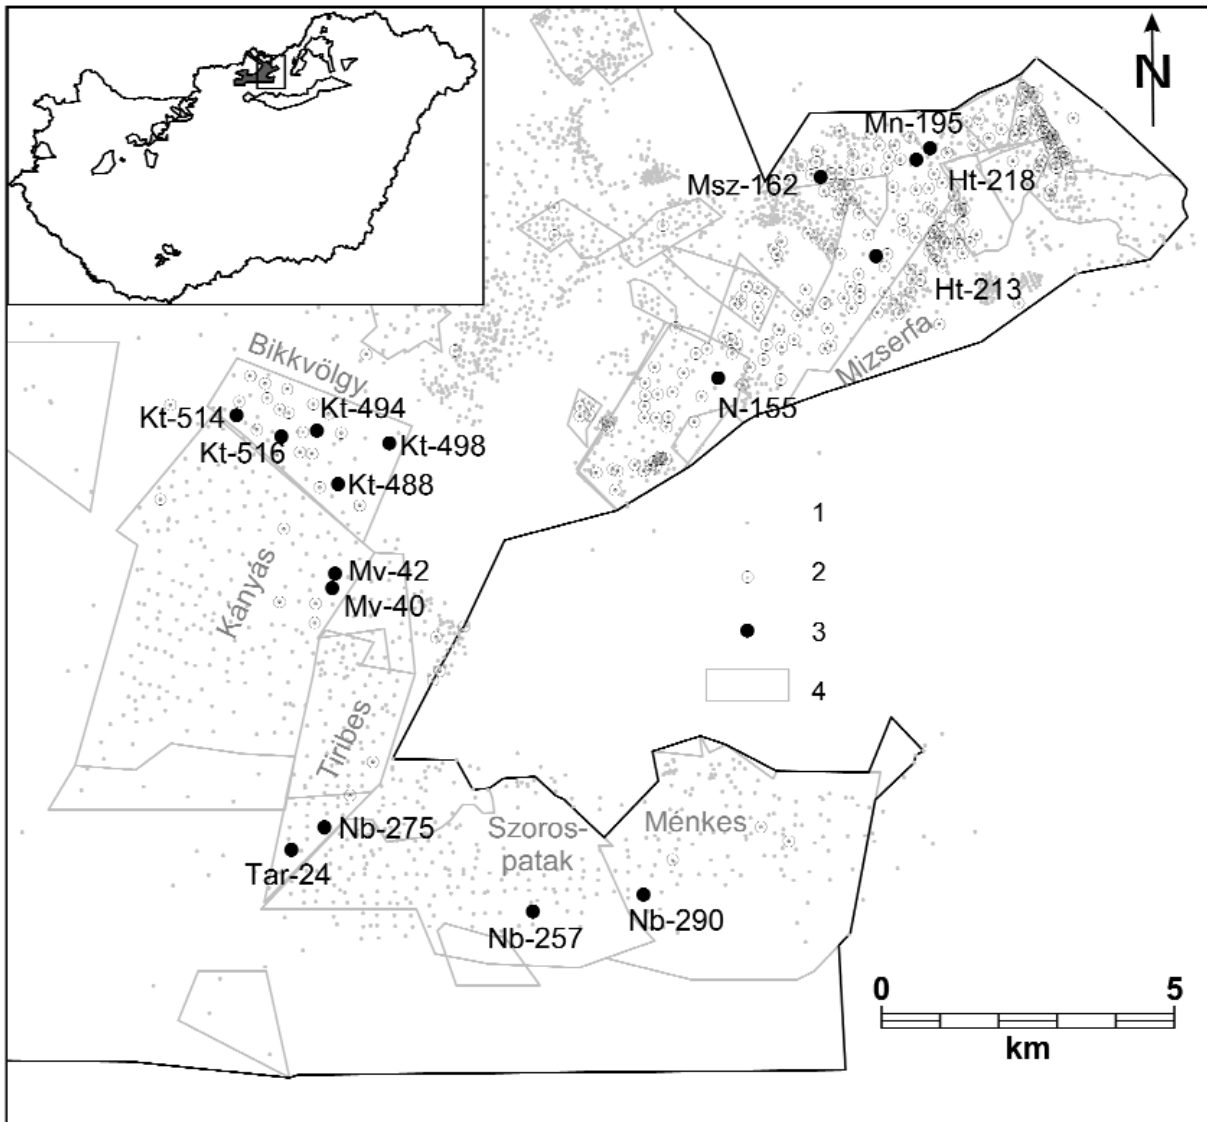 N
Mn-195
Msz-162
Ht-218
Ht-213
Mizserfa
N-155
Bikkvölgy
Kt-514
Kt-494
Kt-516
Kt-498
Kt-488
Mv-42
Mv-40
Kányás
Tiribes
1
2
3
4
Nb-275
Tar-24
Szoros-
patak
Ménkes
Nb-257
Nb-290
0 5
km